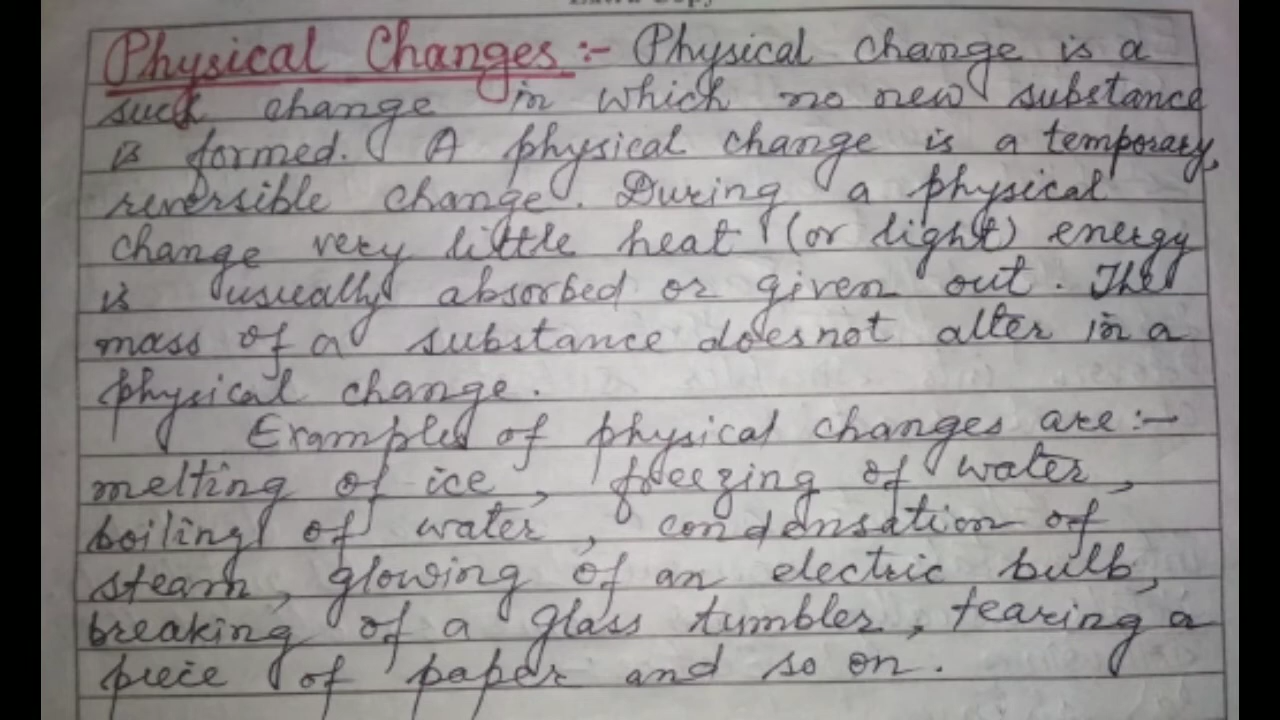 Physical Changes :- Physical change is a
such change in which no new substance
is formed. A physical change is a temporary,
reversible change. During a physical
change very little heat (or light) energy
is usually absorbed or given out. The
mass of a substance does not alter in a
physical change.
Examples of physical changes are:-
melting of ice, freezing of water,
boiling of water, condensation of
steam, glowing of an electric bulb,
breaking of a glass tumbler, tearing a
piece of paper and so on.